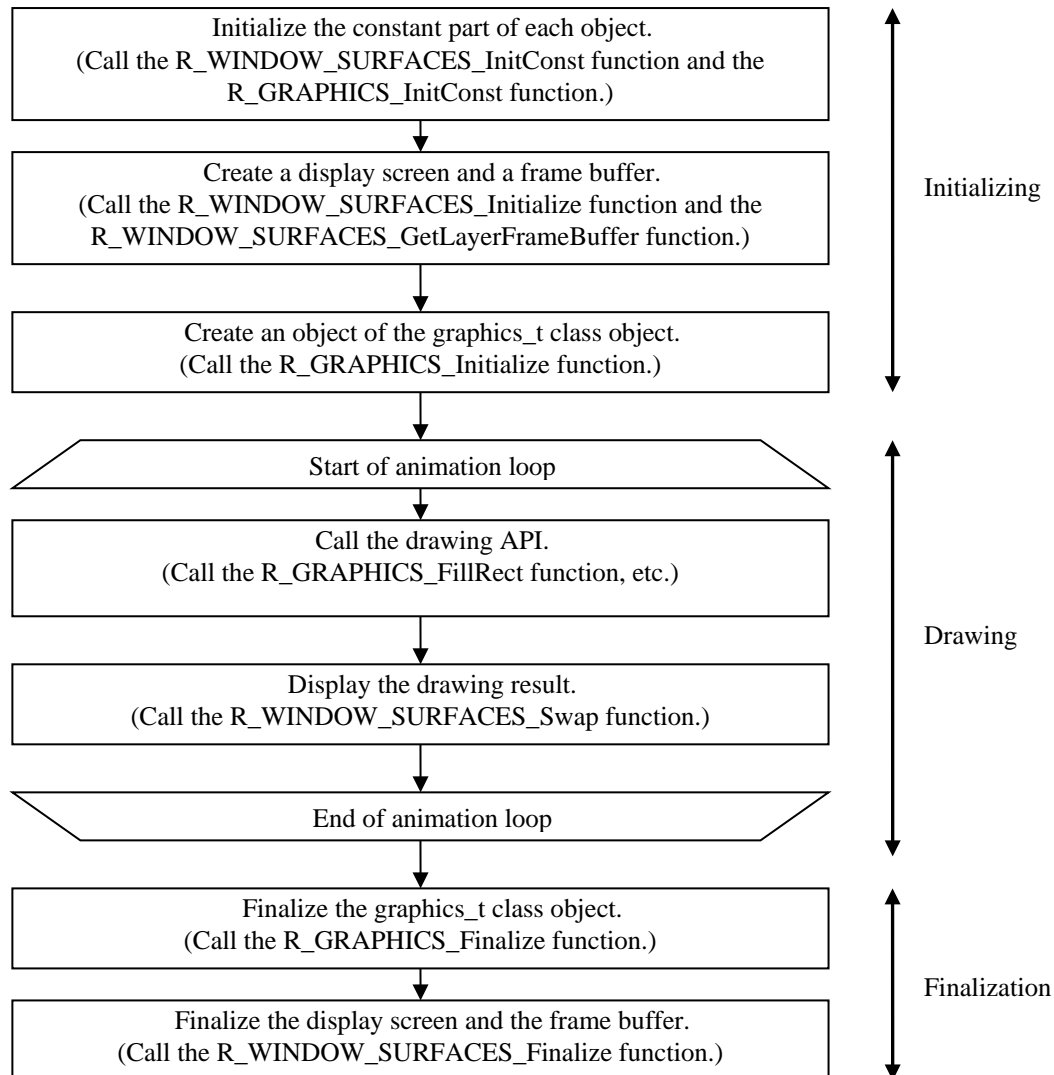 Initialize the constant part of each object.
(Call the R_WINDOW_SURFACES_InitConst function and the
R_GRAPHICS_InitConst function.)
Create a display screen and a frame buffer.
(Call the R_WINDOW_SURFACES_Initialize function and the
R_WINDOW_SURFACES_GetLayerFrameBuffer function.)
Initializing
Create an object of the graphics_t class object.
(Call the R_GRAPHICS_Initialize function.)
Start of animation loop
Call the drawing API.
(Call the R_GRAPHICS_FillRect function, etc.)
Drawing
Display the drawing result.
(Call the R_WINDOW_SURFACES_Swap function.)
End of animation loop
Finalize the graphics_t class object.
(Call the R_GRAPHICS_Finalize function.)
Finalization
Finalize the display screen and the frame buffer.
(Call the R_WINDOW_SURFACES_Finalize function.)